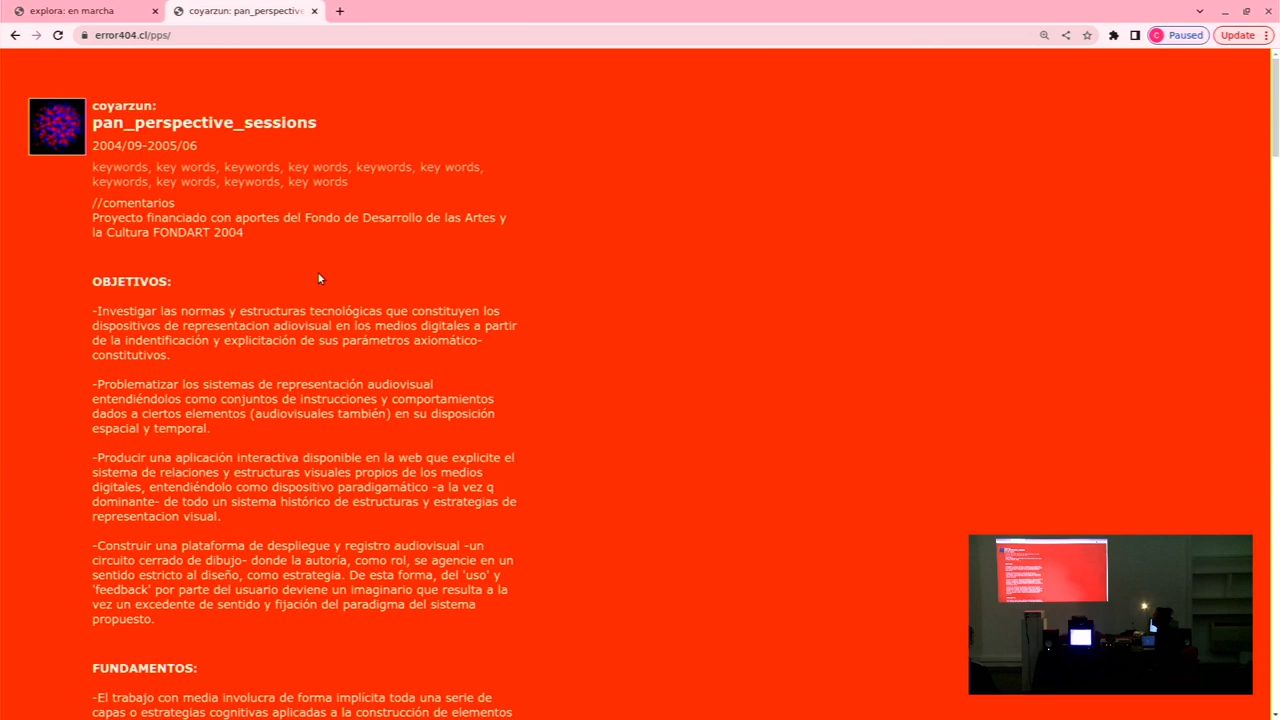 explora: en marcha
coyarzun: pan_perspective
error404.cl/pps/
C
Paused
Update
coyarzun:
pan_perspective_sessions
2004/09-2005/06
keywords, key words, keywords, key words, keywords, key words,
keywords, key words, keywords, key words
//comentarios
Proyecto financiado con aportes del Fondo de Desarrollo de las Artes y
la Cultura FONDART 2004
OBJETIVOS:
-Investigar las normas y estructuras tecnológicas que constituyen los
dispositivos de representacion adiovisual en los medios digitales a partir
de la indentificación y explicitación de sus parámetros axiomático-
constitutivos.
-Problematizar los sistemas de representación audiovisual
entendiéndolos como conjuntos de instrucciones y comportamientos
dados a ciertos elementos (audiovisuales también) en su disposición
espacial y temporal.
-Producir una aplicación interactiva disponible en la web que explicite el
sistema de relaciones y estructuras visuales propios de los medios
digitales, entendiéndolo como dispositivo paradigamático -a la vez q
dominante- de todo un sistema histórico de estructuras y estrategias de
representacion visual.
-Construir una plataforma de despliegue y registro audiovisual -un
circuito cerrado de dibujo- donde la autoría, como rol, se agencie en un
sentido estricto al diseño, como estrategia. De esta forma, del 'uso' y
'feedback' por parte del usuario deviene un imaginario que resulta a la
vez un excedente de sentido y fijación del paradigma del sistema
propuesto.
FUNDAMENTOS:
-El trabajo con media involucra de forma implícita toda una serie de
capas o estrategias cognitivas aplicadas a la construcción de elementos